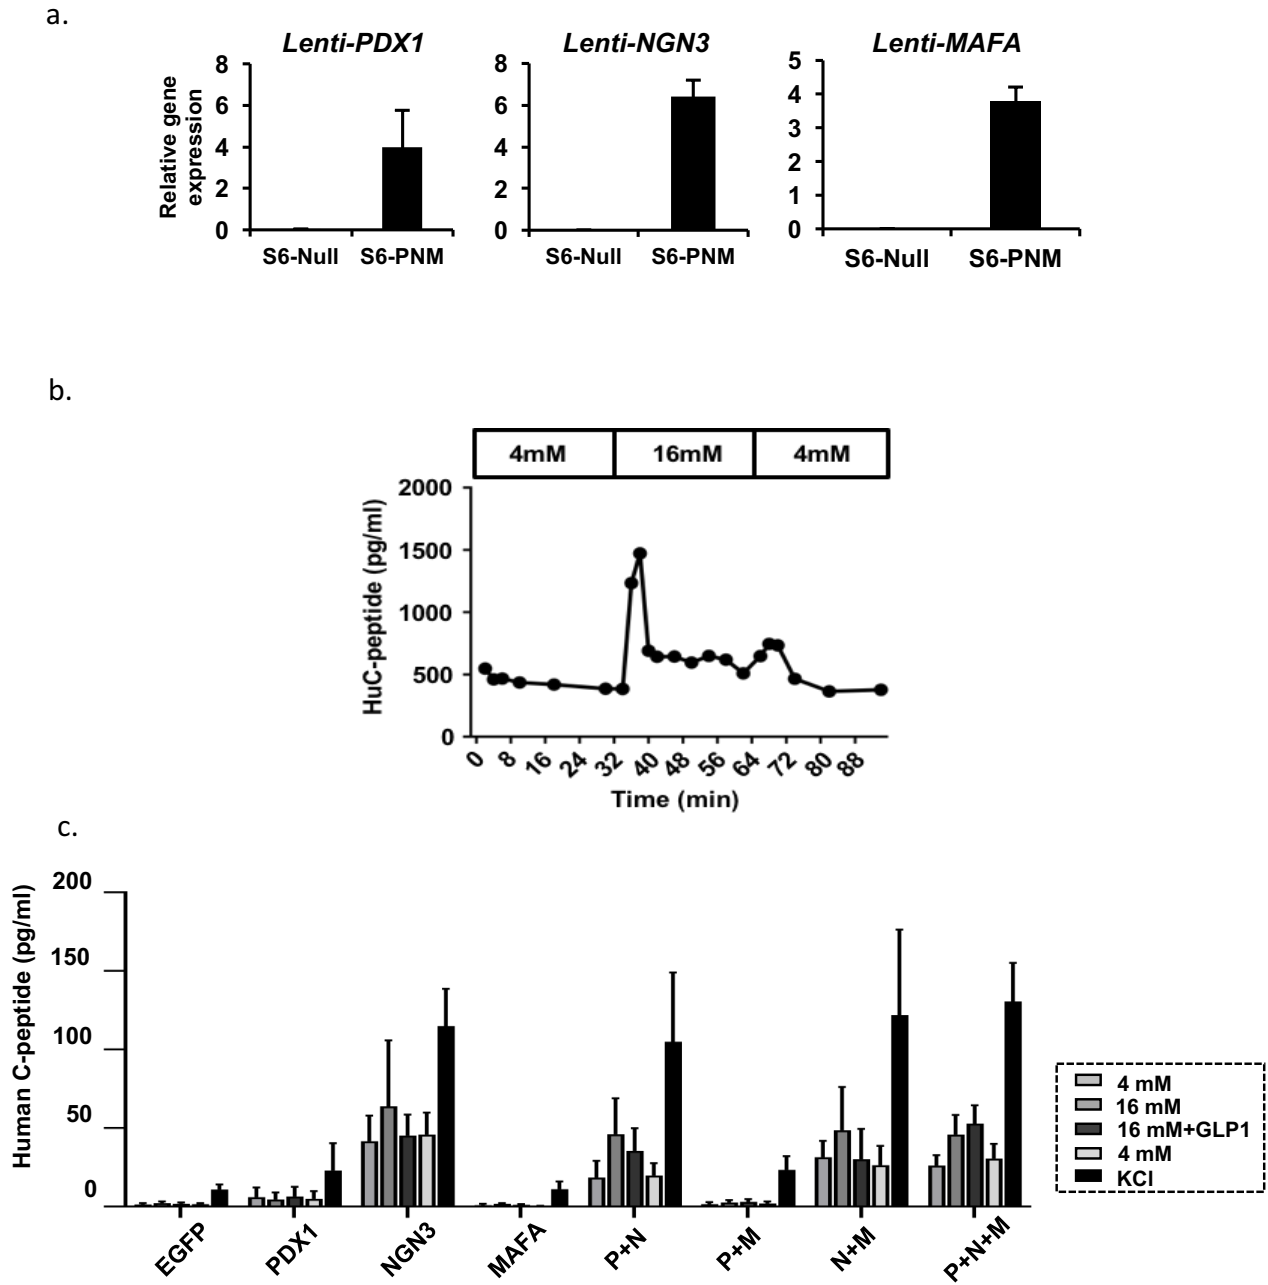 a.
Lenti-PDX1
Lenti-NGN3
Lenti-MAFA
Relative gene
expression
8
6
4
2
0
S6-Null S6-PNM
8
6
4
2
0
S6-Null S6-PNM
5
4
3
2
1
0
S6-Null S6-PNM
b.
4mM 16mM 4mM
HuC-peptide (pg/ml)
2000
1500
1000
500
0
0 8 16 24 32 40 48 56 64 72 80 88
Time (min)
c.
Human C-peptide (pg/ml)
200
150
100
50
0
EGFP PDX1 NGN3 MAFA P+N P+M N+M P+N+M
4 mM
16 mM
16 mM+GLP1
4 mM
KCl